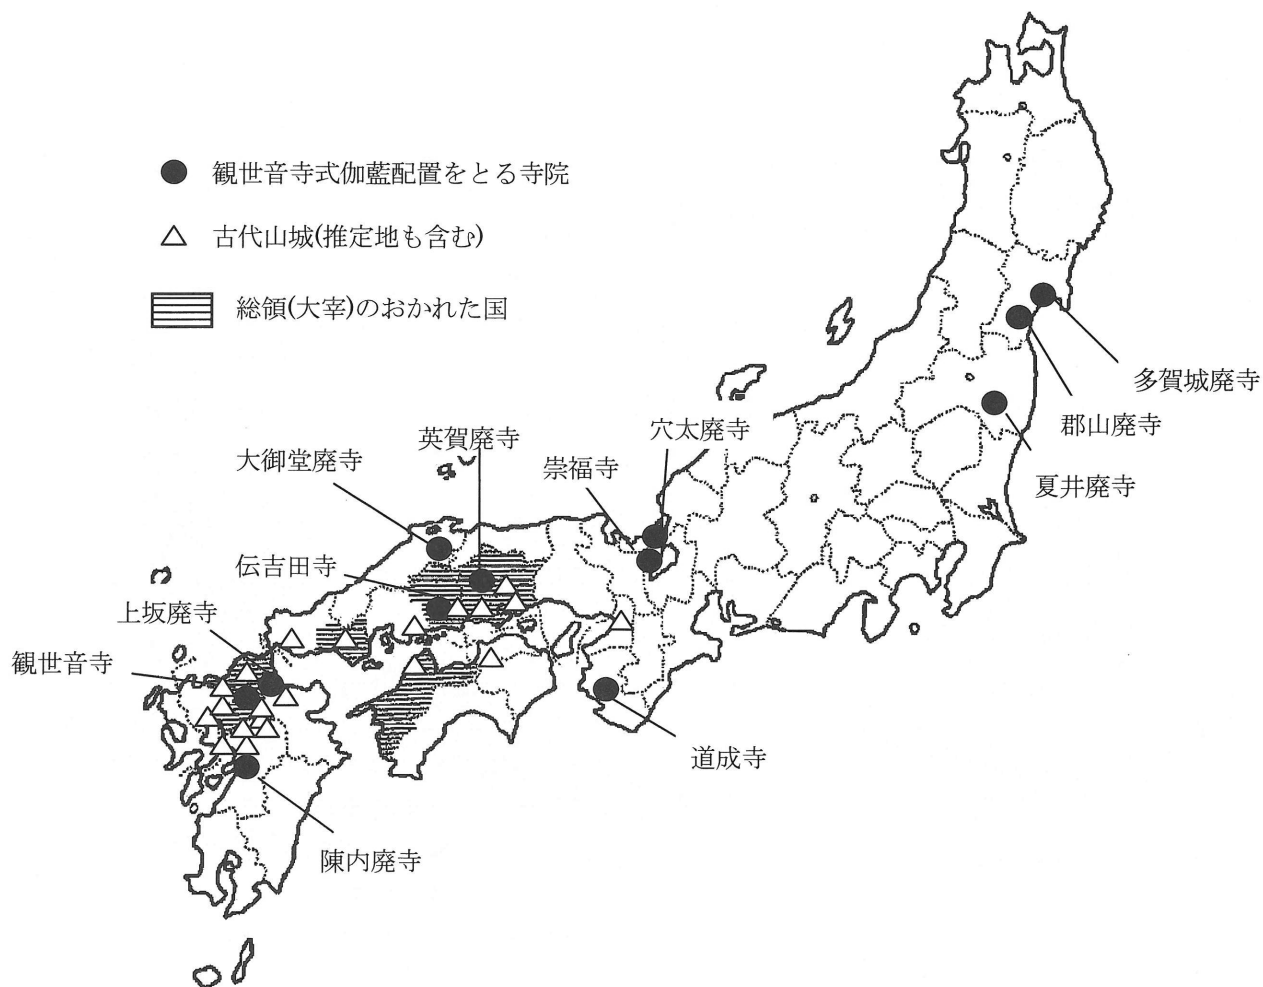 観世音寺式伽藍配置をとる寺院
古代山城(推定地も含む)
総領(大宰)のおかれた国
多賀城廃寺
郡山廃寺
夏井廃寺
穴太廃寺
崇福寺
英賀廃寺
大御堂廃寺
伝吉田寺
上坂廃寺
観世音寺
道成寺
陳内廃寺